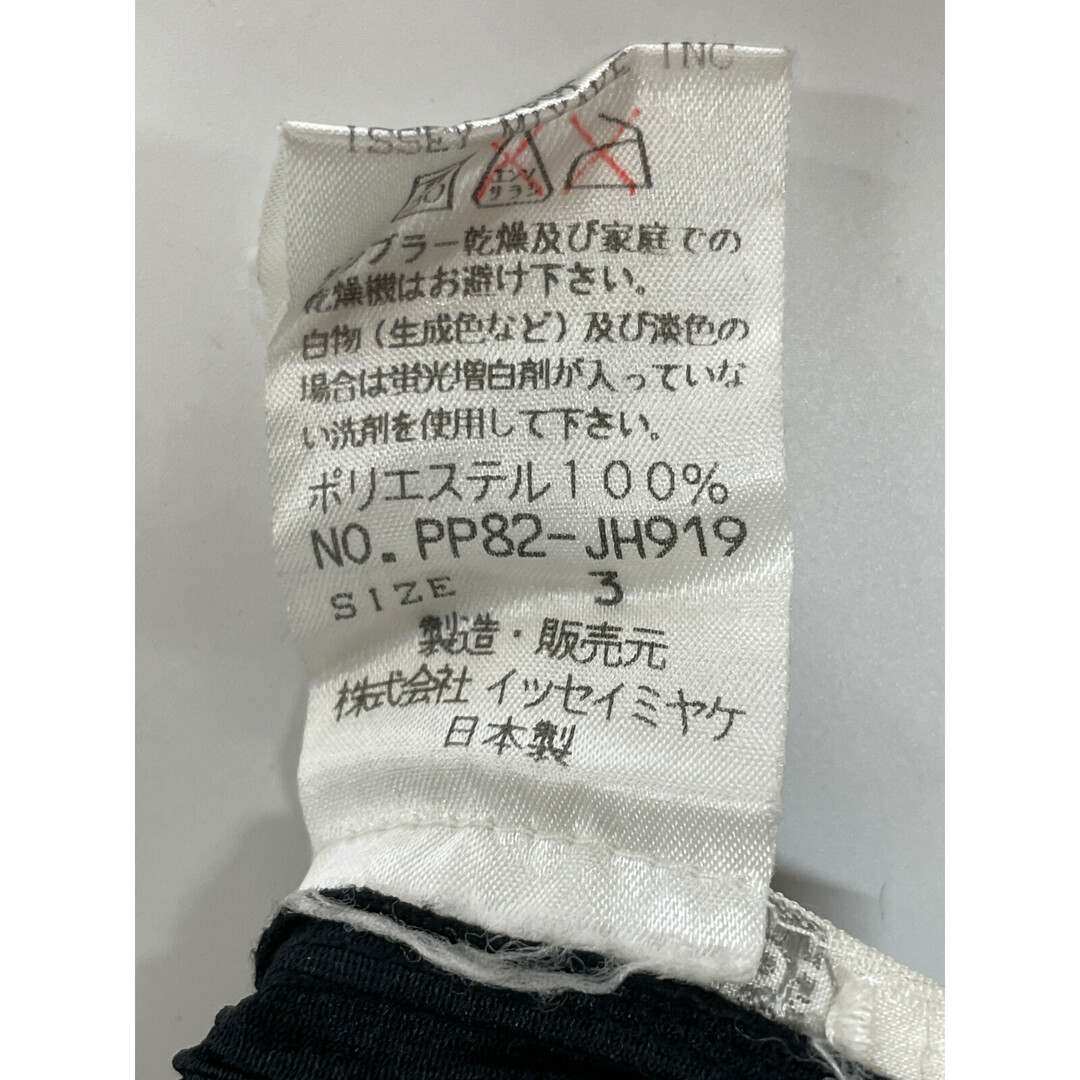 ISSEY MIYAKE INC
エンソ
サラシ
タンブラー乾燥及び家庭での
乾燥機はお避け下さい。
白物(生成色など)及び淡色の
場合は蛍光増白剤が入っていな
い洗剤を使用して下さい。
ポリエステル100%
NO. PP82-JH919
SIZE 3
製造・販売元
株式会社 イッセイミヤケ
日本製